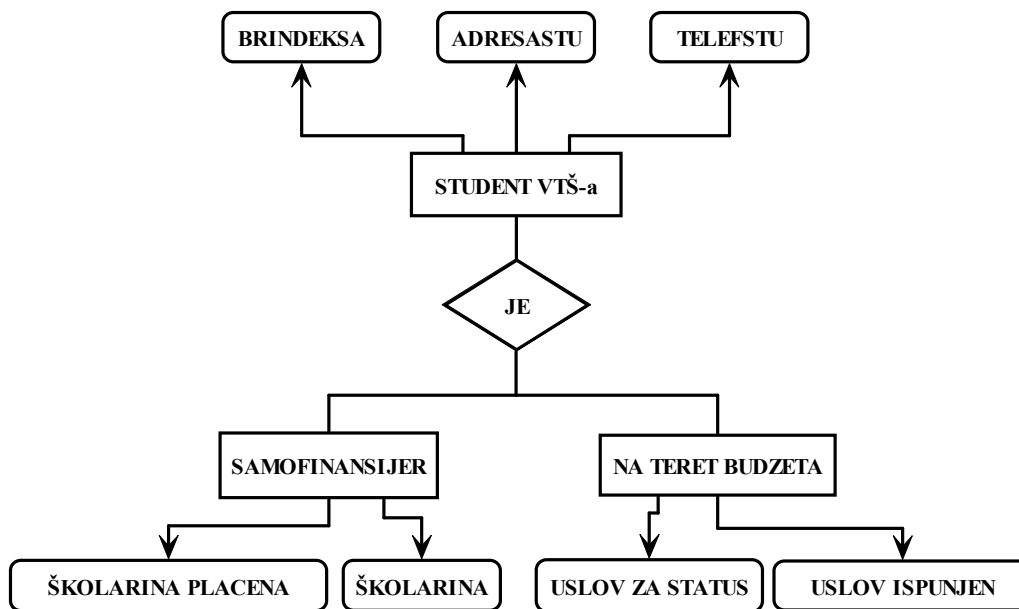 BRINDEKSA
ADRESASTU
TELEFSTU
STUDENT VTŠ-a
JE
SAMOFINANSIJER
NA TERET BUDZETA
ŠKOLARINA PLACENA
ŠKOLARINA
USLOV ZA STATUS
USLOV ISPUNJEN